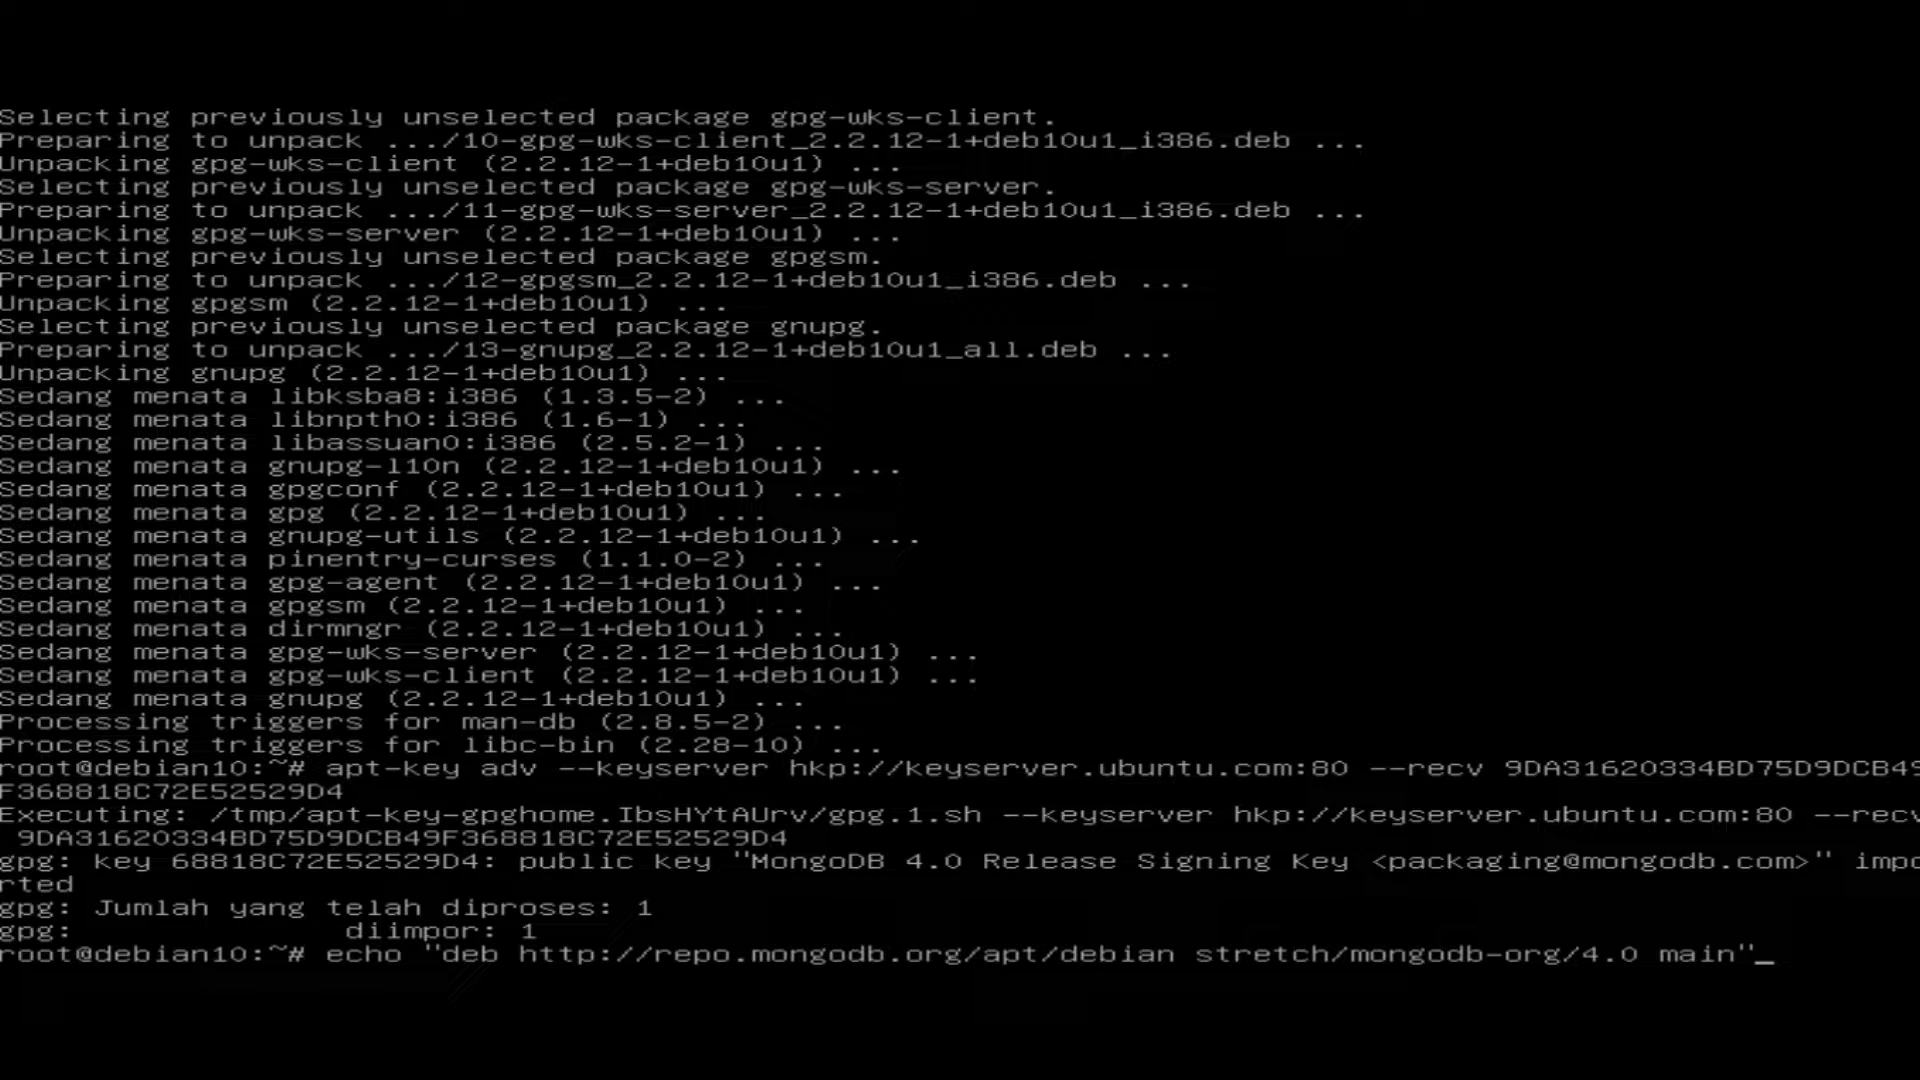 Selecting previously unselected package gpg-wks-client.
Preparing to unpack .../10-gpg-wks-client_2.2.12-1+deb10u1_i386.deb ...
Unpacking gpg-wks-client (2.2.12-1+deb10u1) ...
Selecting previously unselected package gpg-wks-server.
Preparing to unpack .../11-gpg-wks-server_2.2.12-1+deb10u1_i386.deb ...
Unpacking gpg-wks-server (2.2.12-1+deb10u1) ...
Selecting previously unselected package gpgsm.
Preparing to unpack .../12-gpgsm_2.2.12-1+deb10u1_i386.deb ...
Unpacking gpgsm (2.2.12-1+deb10u1) ...
Selecting previously unselected package gnupg.
Preparing to unpack .../13-gnupg_2.2.12-1+deb10u1_all.deb ...
Unpacking gnupg (2.2.12-1+deb10u1) ...
Sedang menata libksba8:i386 (1.3.5-2) ...
Sedang menata libnpth0:i386 (1.6-1) ...
Sedang menata libassuan0:i386 (2.5.2-1) ...
Sedang menata gnupg-l10n (2.2.12-1+deb10u1) ...
Sedang menata gpgconf (2.2.12-1+deb10u1) ...
Sedang menata gpg (2.2.12-1+deb10u1) ...
Sedang menata gnupg-utils (2.2.12-1+deb10u1) ...
Sedang menata pinentry-curses (1.1.0-2) ...
Sedang menata gpg-agent (2.2.12-1+deb10u1) ...
Sedang menata gpgsm (2.2.12-1+deb10u1) ...
Sedang menata dirmngr (2.2.12-1+deb10u1) ...
Sedang menata gpg-wks-server (2.2.12-1+deb10u1) ...
Sedang menata gpg-wks-client (2.2.12-1+deb10u1) ...
Sedang menata gnupg (2.2.12-1+deb10u1) ...
Processing triggers for man-db (2.8.5-2) ...
Processing triggers for libc-bin (2.28-10) ...
root@debian10:~# apt-key adv --keyserver hkp://keyserver.ubuntu.com:80 --recv 9DA31620334BD75D9DCB49
F368818C72E52529D4
Executing: /tmp/apt-key-gpghome.IbsHYtAUrv/gpg.1.sh --keyserver hkp://keyserver.ubuntu.com:80 --recv
9DA31620334BD75D9DCB49F368818C72E52529D4
gpg: key 68818C72E52529D4: public key "MongoDB 4.0 Release Signing Key <packaging@mongodb.com>" impo
rted
gpg: Jumlah yang telah diproses: 1
gpg:              diimpor: 1
root@debian10:~# echo "deb http://repo.mongodb.org/apt/debian stretch/mongodb-org/4.0 main"_